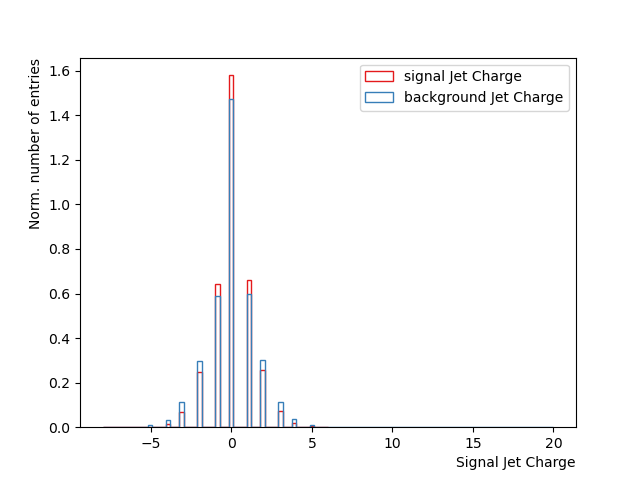 Norm. number of entries
1.6
1.4
1.2
1.0
0.8
0.6
0.4
0.2
0.0
signal Jet Charge
background Jet Charge
−5 0 5 10 15 20
Signal Jet Charge